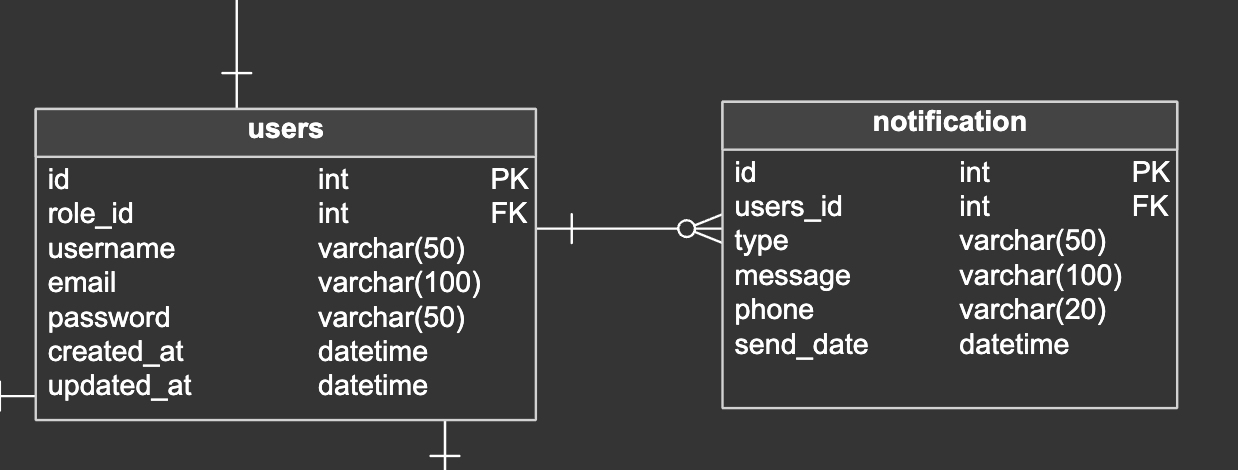 users
id int PK
role_id int FK
username varchar(50)
email varchar(100)
password varchar(50)
created_at datetime
updated_at datetime
notification
id int PK
users_id int FK
type varchar(50)
message varchar(100)
phone varchar(20)
send_date datetime